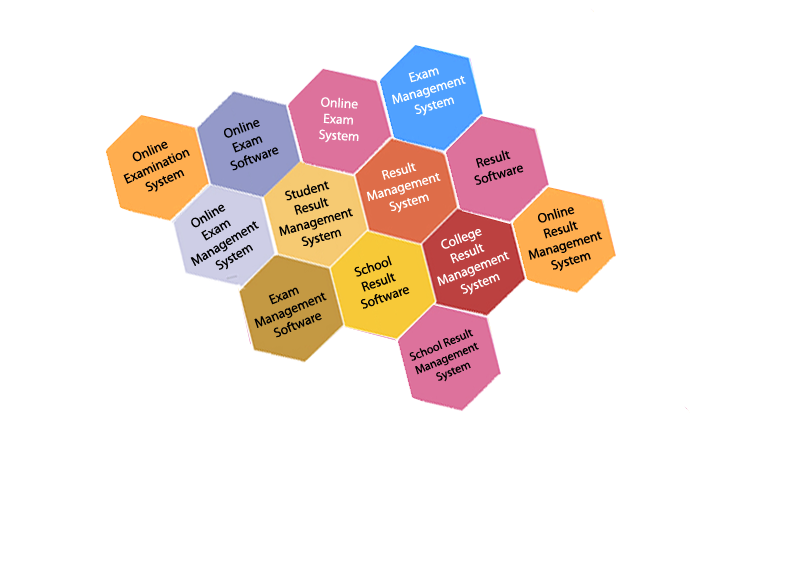 Exam
Management
System
Online
Exam
System
Online
Exam
Software
Online
Examination
System
Result
Software
Result
Management
System
Student
Result
Management
System
Online
Exam
Management
System
Online
Result
Management
System
College
Result
Management
System
School
Result
Software
Exam
Management
Software
School Result
Management
System